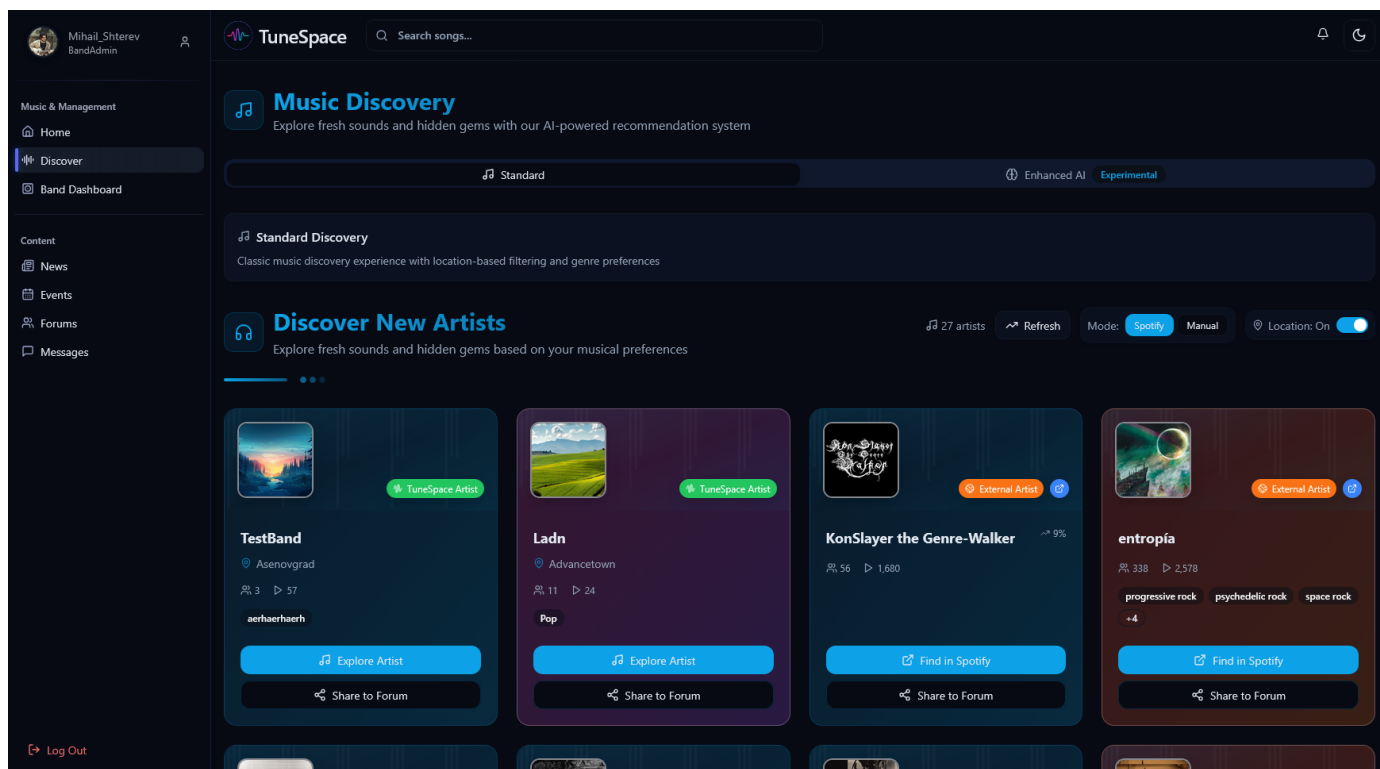 Mihail_Shterev
BandAdmin
Music & Management
Home
Discover
Band Dashboard
Content
News
Events
Forums
Messages
Log Out
TuneSpace
Search songs...
Music Discovery
Explore fresh sounds and hidden gems with our AI-powered recommendation system
Standard
Enhanced AI Experimental
Standard Discovery
Classic music discovery experience with location-based filtering and genre preferences
Discover New Artists
Explore fresh sounds and hidden gems based on your musical preferences
27 artists Refresh Mode: Spotify Manual Location: On
TuneSpace Artist
TestBand
Asenovgrad
3 57
aerhaerhaerh
Explore Artist
Share to Forum
TuneSpace Artist
Ladn
Advancetown
11 24
Pop
Explore Artist
Share to Forum
External Artist
KonSlayer the Genre-Walker 9%
56 1,680
Find in Spotify
Share to Forum
External Artist
entropía
338 2,578
progressive rock psychedelic rock space rock
+4
Find in Spotify
Share to Forum